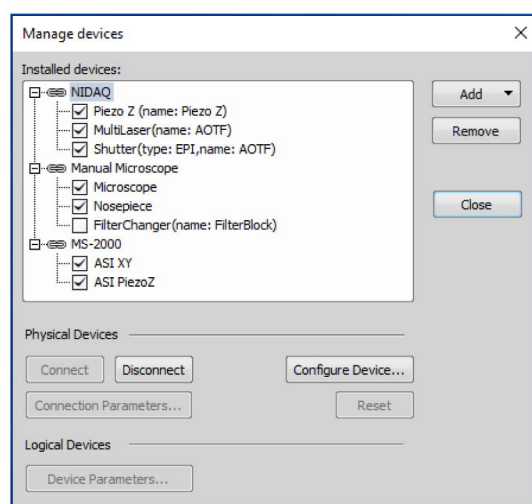 Manage devices
Installed devices:
NIDAQ
Piezo Z (name: Piezo Z)
MultiLaser(name: AOTF)
Shutter(type: EPI,name: AOTF)
Manual Microscope
Microscope
Nosepiece
FilterChanger(name: FilterBlock)
MS-2000
ASI XY
ASI PiezoZ
Add
Remove
Close
Physical Devices
Connect Disconnect Configure Device...
Connection Parameters... Reset
Logical Devices
Device Parameters...